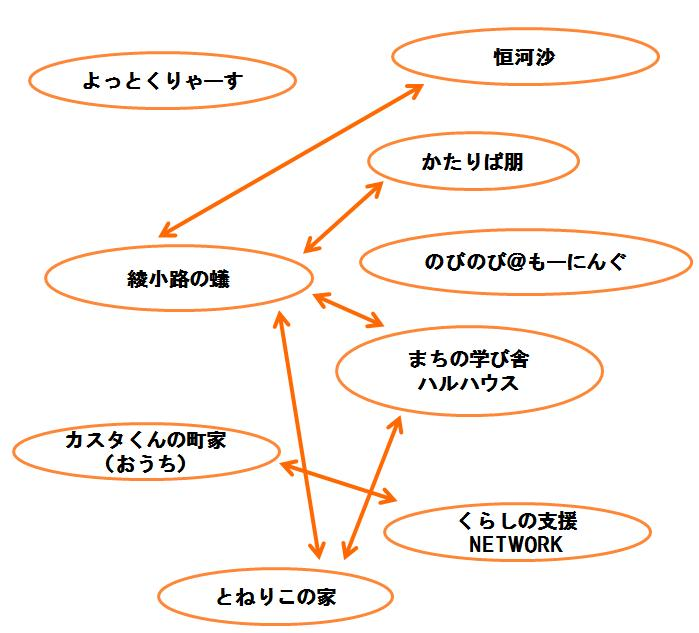 よっとくりゃーす
恒河沙
かたりば朋
綾小路の蟻
のびのび@もーにんぐ
まちの学び舎
ハルハウス
カスタくんの町家
(おうち)
くらしの支援
NETWORK
とねりこの家